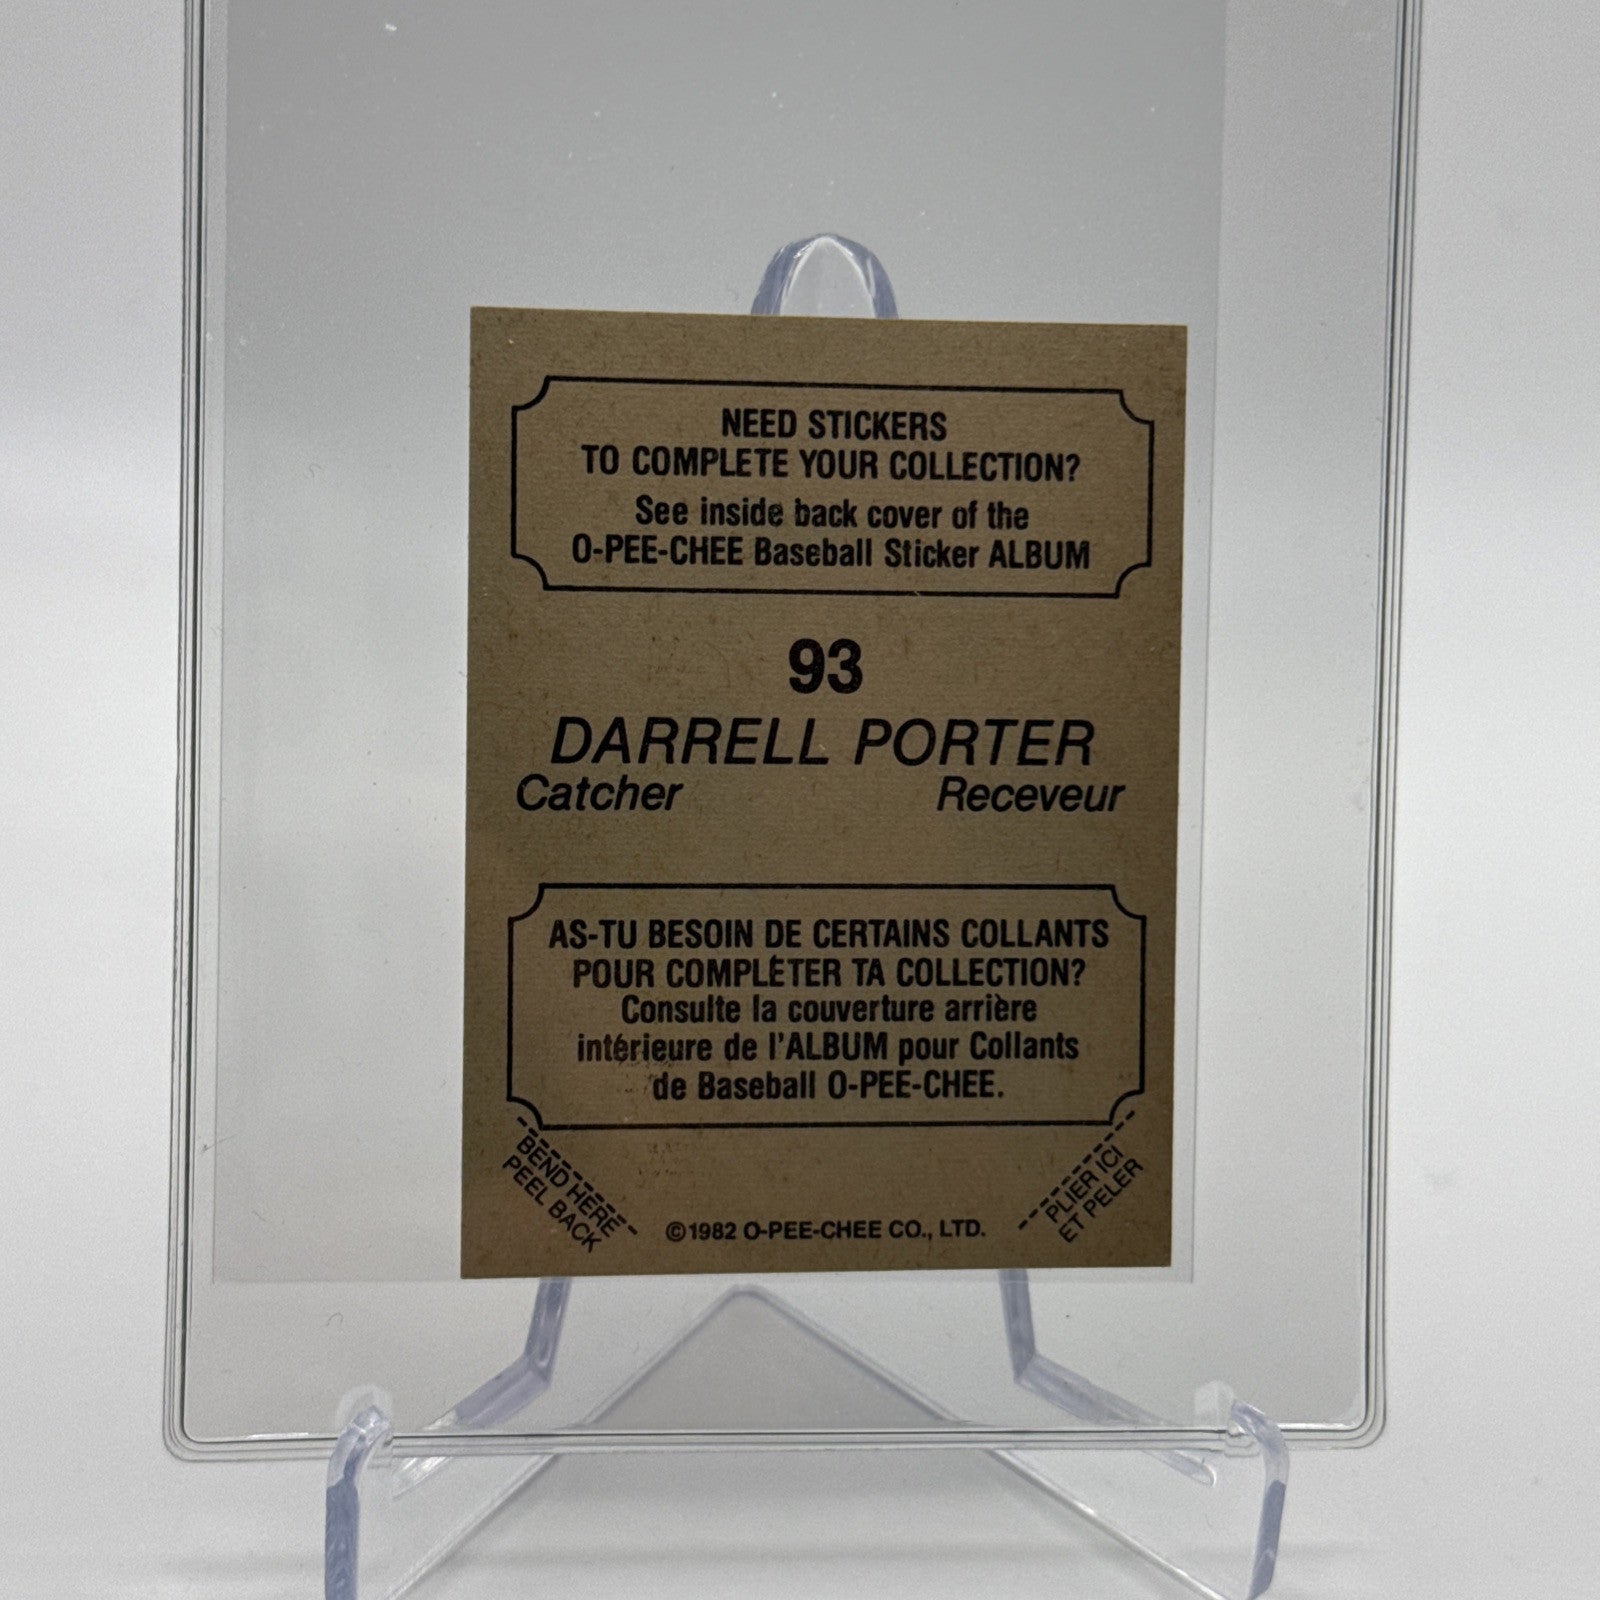 NEED STICKERS
TO COMPLETE YOUR COLLECTION?
See inside back cover of the
O-PEE-CHEE Baseball Sticker ALBUM
93
DARRELL PORTER
Catcher Receveur
AS-TU BESOIN DE CERTAINS COLLANTS
POUR COMPLÉTER TA COLLECTION?
Consulte la couverture arrière
intérieure de l'ALBUM pour Collants
de Baseball O-PEE-CHEE.
BEND HERE
PEEL BACK
©1982 O-PEE-CHEE CO., LTD.
PLIER ICI
ET PELER